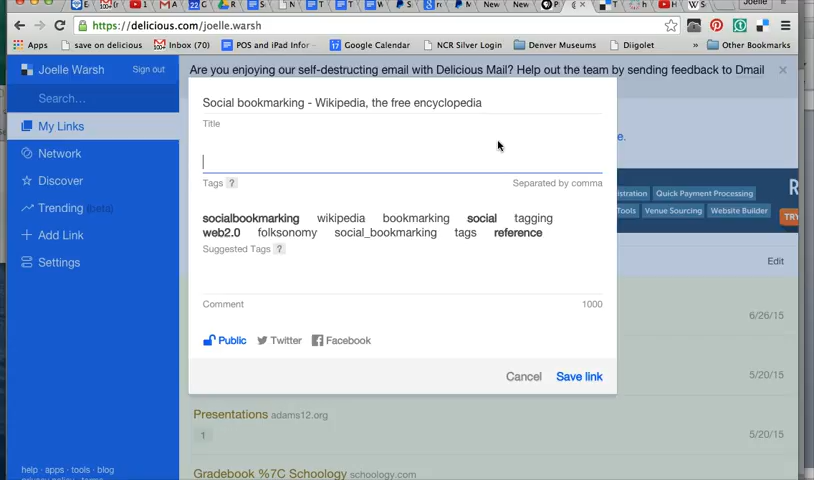 Joelle
https://delicious.com/joelle.warsh
Apps save on delicious Inbox (70) POS and iPad Infor Google Calendar NCR Silver Login Denver Museums Diigolet » Other Bookmarks
Joelle Warsh Sign out
Are you enjoying our self-destructing email with Delicious Mail? Help out the team by sending feedback to Dmail
Search...
My Links
Network
Discover
Trending (beta)
Add Link
Settings
Social bookmarking - Wikipedia, the free encyclopedia
Title
e.
Tags ? Separated by comma
Quick Payment Processing
Tools Venue Sourcing Website Builder
TRY
socialbookmarking wikipedia bookmarking social tagging
web2.0 folksonomy social_bookmarking tags reference
Suggested Tags ?
Edit
Comment 1000
6/26/15
Public Twitter Facebook
Cancel Save link
5/20/15
Presentations adams12.org
1
5/20/15
Gradebook %7C Schoology schoology.com
help · apps · tools · blog